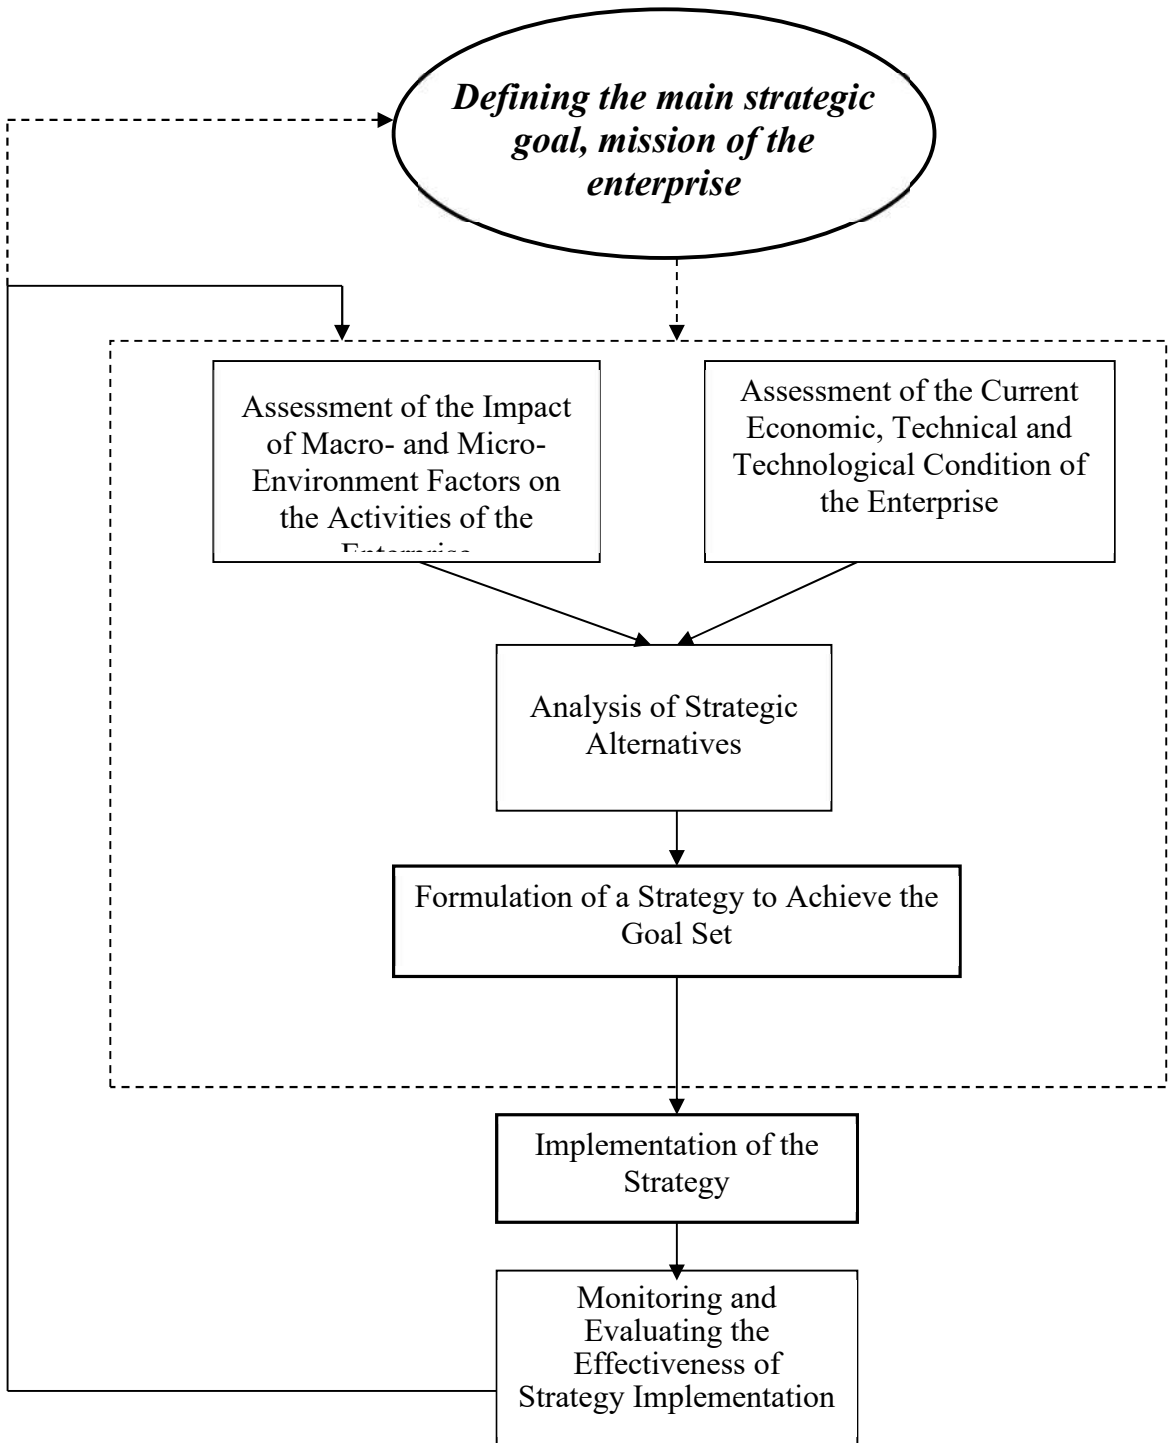 Defining the main strategic
goal, mission of the
enterprise
Assessment of the Impact
of Macro- and Micro-
Environment Factors on
the Activities of the
Enterprise
Assessment of the Current
Economic, Technical and
Technological Condition of
the Enterprise
Analysis of Strategic
Alternatives
Formulation of a Strategy to Achieve the
Goal Set
Implementation of the
Strategy
Monitoring and
Evaluating the
Effectiveness of
Strategy Implementation